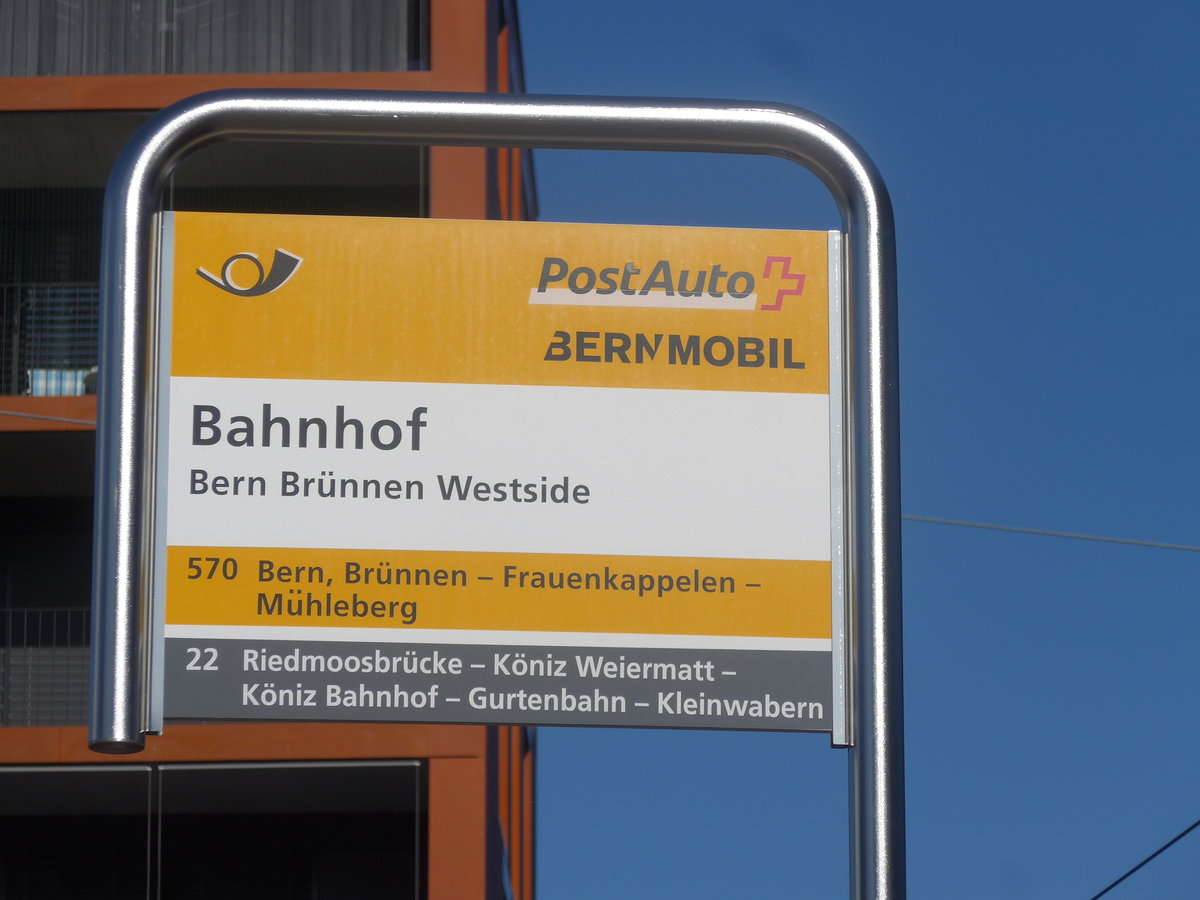 PostAuto
BERNMOBIL
Bahnhof
Bern Brünnen Westside
570 Bern, Brünnen – Frauenkappelen –
Mühleberg
22 Riedmoosbrücke – Köniz Weiermatt –
Köniz Bahnhof – Gurtenbahn – Kleinwabern